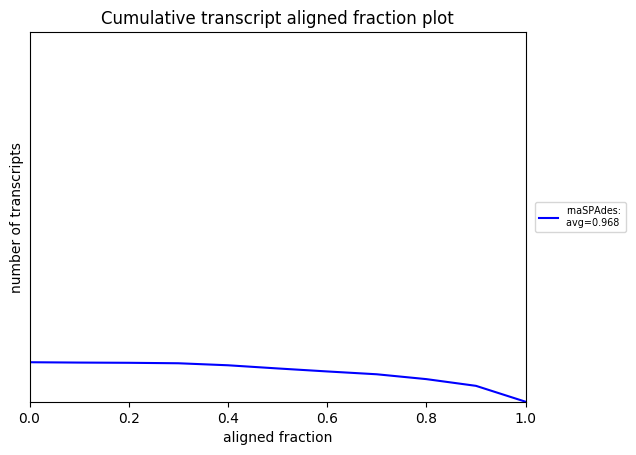 Cumulative transcript aligned fraction plot
number of transcripts
rnaSPAdes:
avg=0.968
0.0 0.2 0.4 0.6 0.8 1.0
aligned fraction